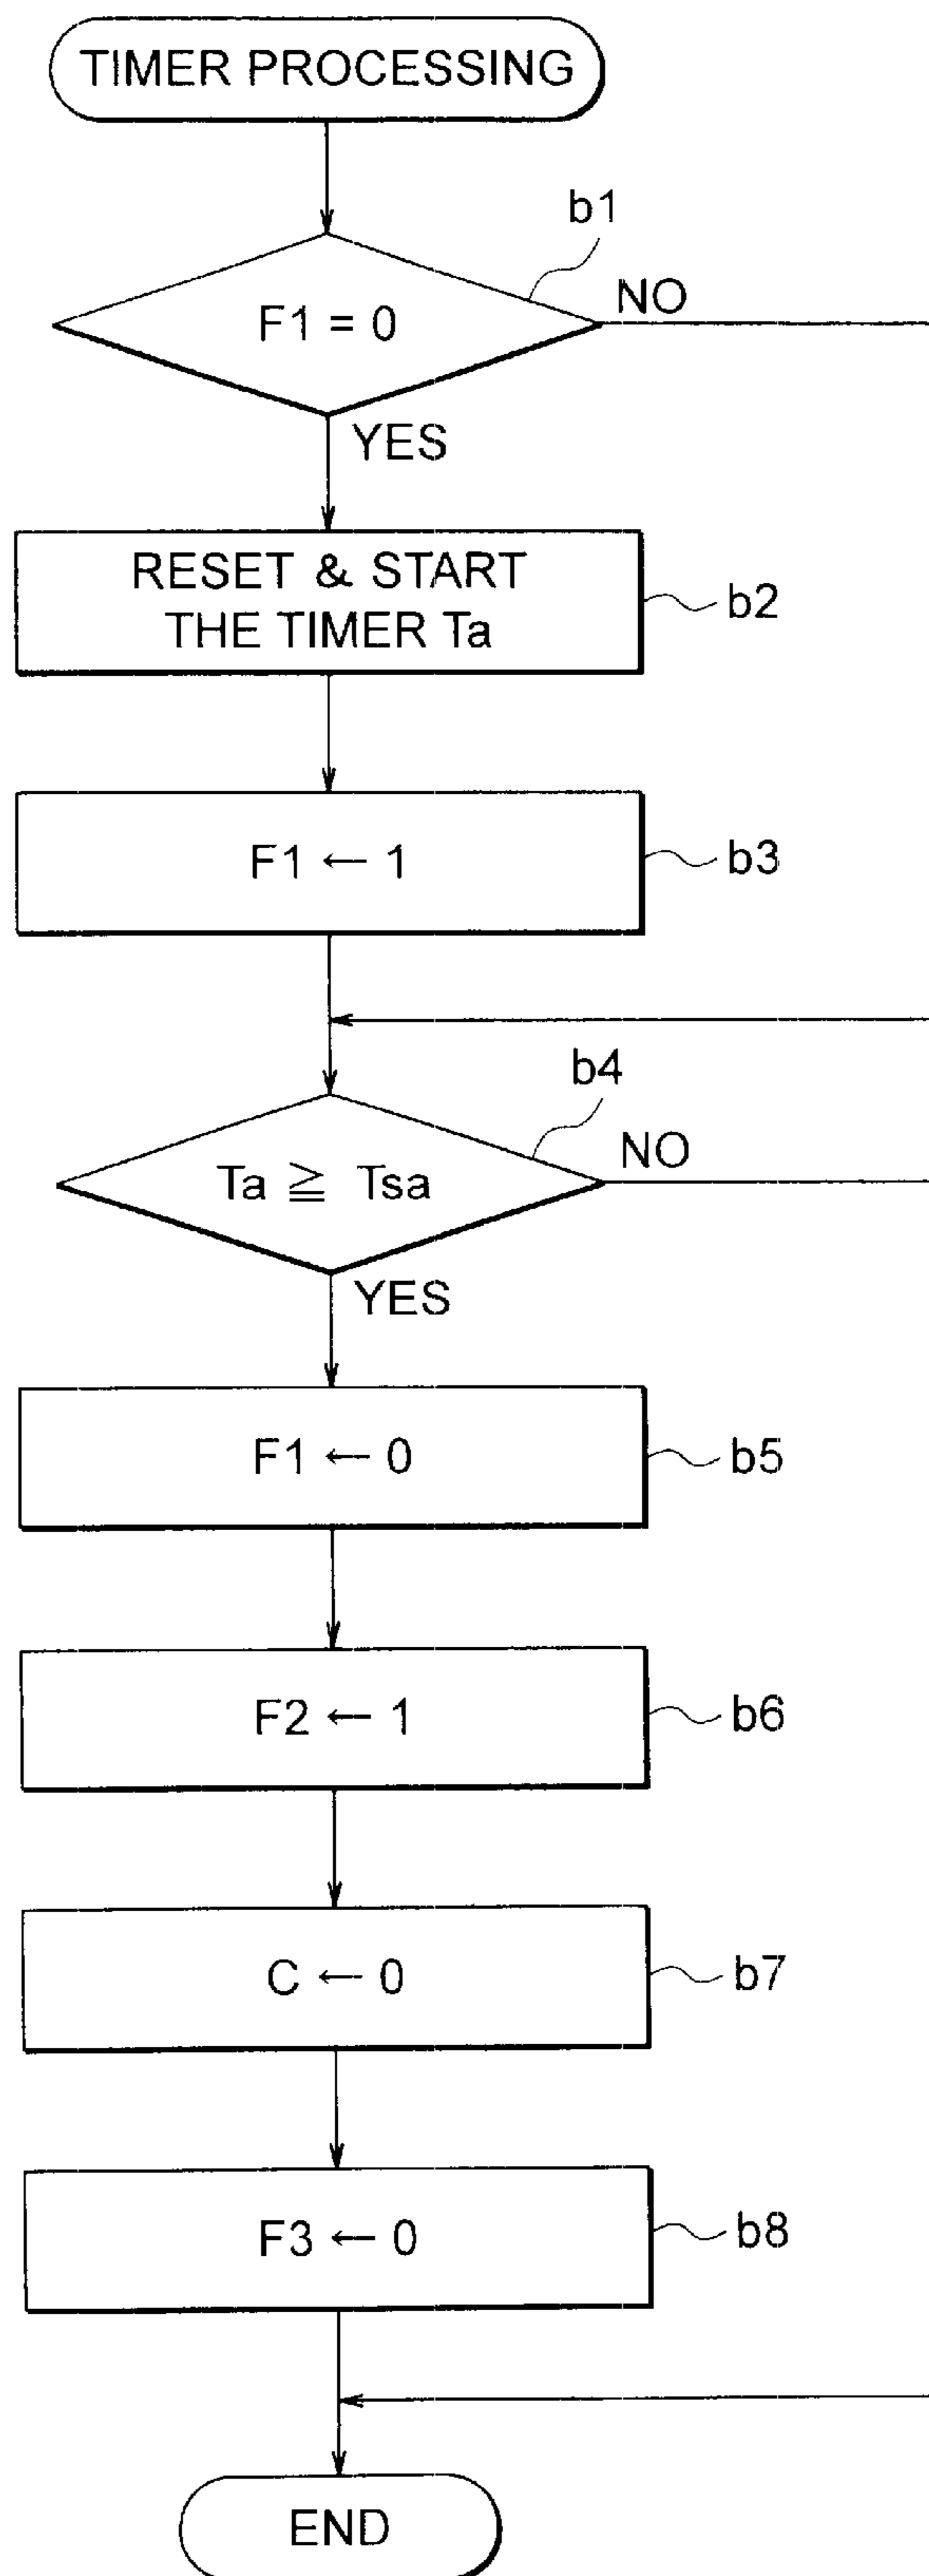 TIMER PROCESSING
b1
F1 = 0
NO
YES
RESET & START
THE TIMER Ta
b2
F1 ← 1
b3
b4
Ta ≧ Tsa
NO
YES
F1 ← 0
b5
F2 ← 1
b6
C ← 0
b7
F3 ← 0
b8
END